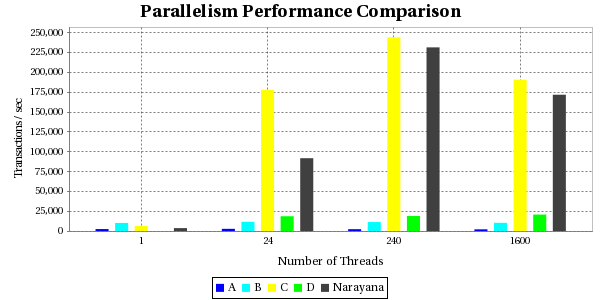 Parallelism Performance Comparison
Transactions / sec
250,000
225,000
200,000
175,000
150,000
125,000
100,000
75,000
50,000
25,000
0
1 24 240 1600
Number of Threads
A B C D Narayana